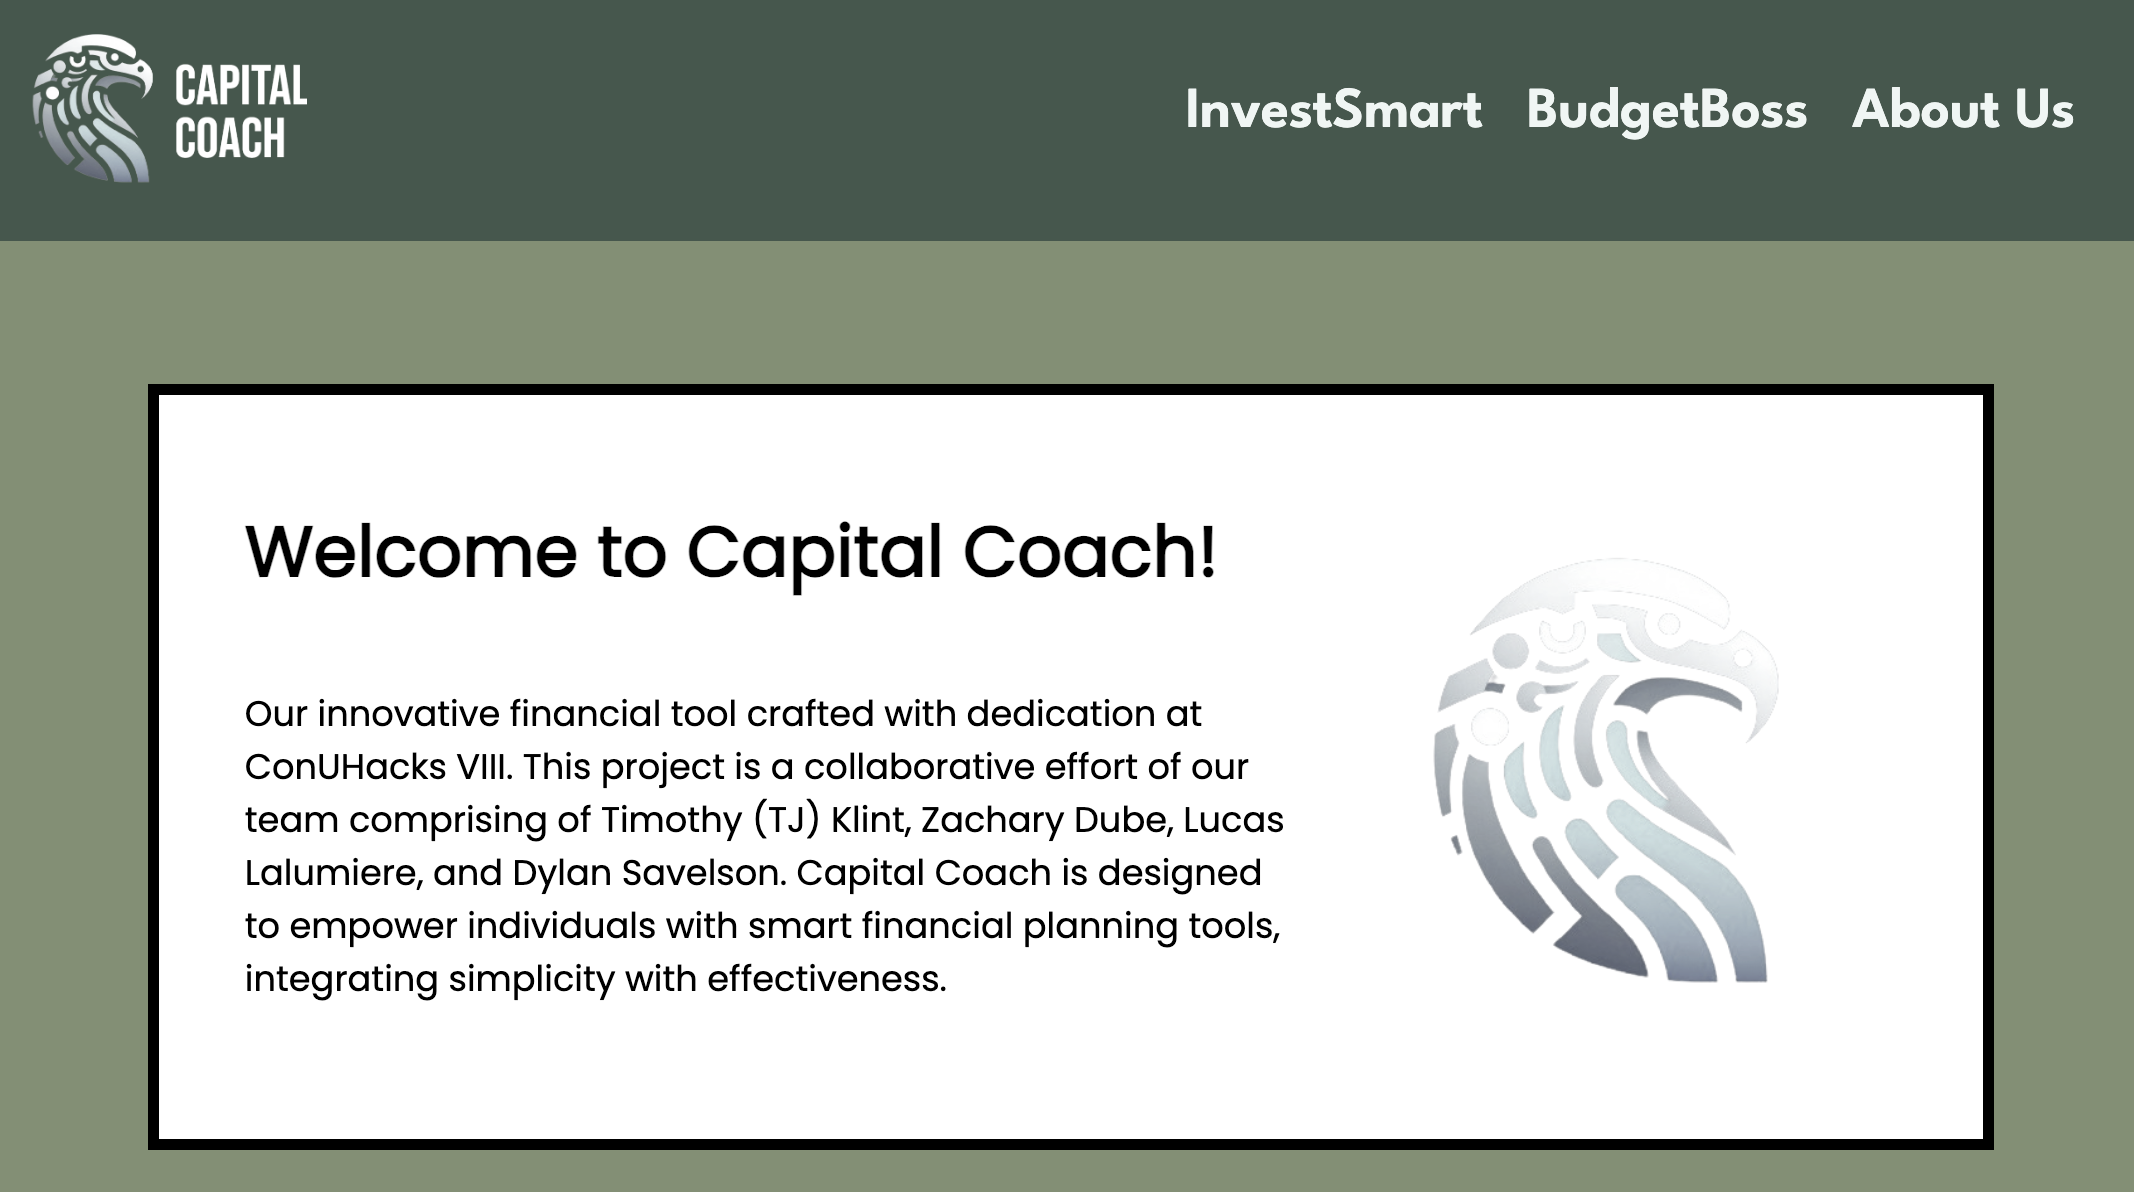 CAPITAL
COACH
InvestSmart BudgetBoss About Us
Welcome to Capital Coach!
Our innovative financial tool crafted with dedication at
ConUHacks VIII. This project is a collaborative effort of our
team comprising of Timothy (TJ) Klint, Zachary Dube, Lucas
Lalumiere, and Dylan Savelson. Capital Coach is designed
to empower individuals with smart financial planning tools,
integrating simplicity with effectiveness.